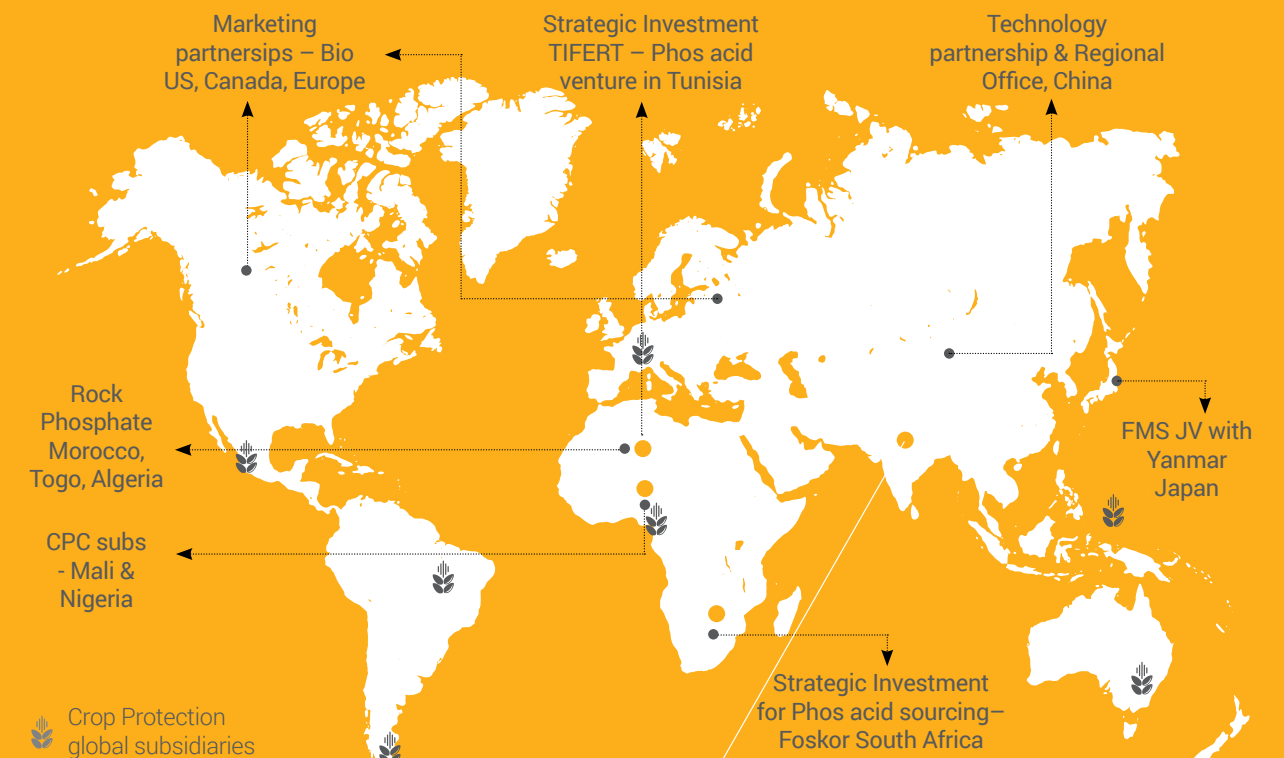 Marketing
partnersips – Bio
US, Canada, Europe
Strategic Investment
TIFERT – Phos acid
venture in Tunisia
Technology
partnership & Regional
Office, China
Rock
Phosphate
Morocco,
Togo, Algeria
FMS JV with
Yanmar
Japan
CPC subs
- Mali &
Nigeria
Strategic Investment
for Phos acid sourcing–
Foskor South Africa
Crop Protection
global subsidiaries